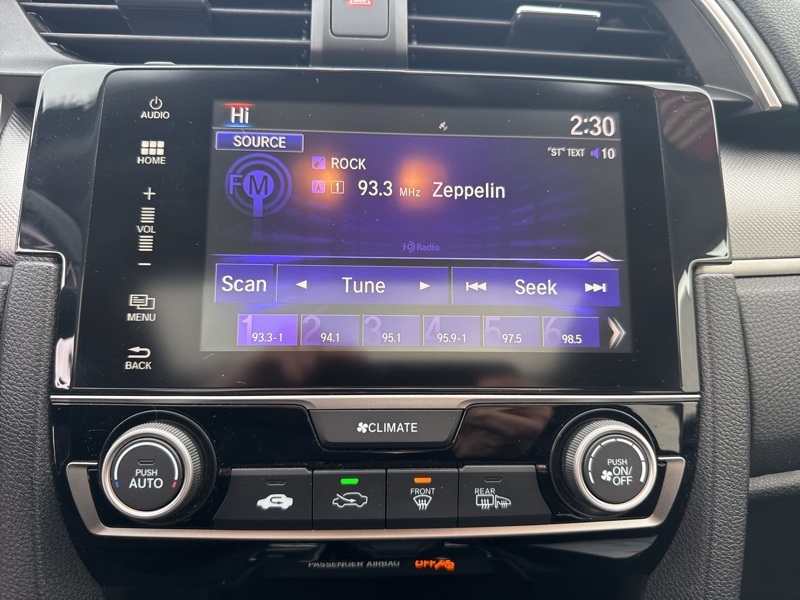 AUDIO
HOME
+
VOL
−
MENU
BACK
Hi
2:30
SOURCE
"ST" TEXT 10
FM
ROCK
1 93.3 MHz Zeppelin
HD Radio
Scan
Tune
Seek
1 93.3-1
2 94.1
3 95.1
4 95.9-1
5 97.5
6 98.5
CLIMATE
PUSH
AUTO
FRONT
REAR
PUSH
ON/
OFF
PASSENGER AIRBAG OFF